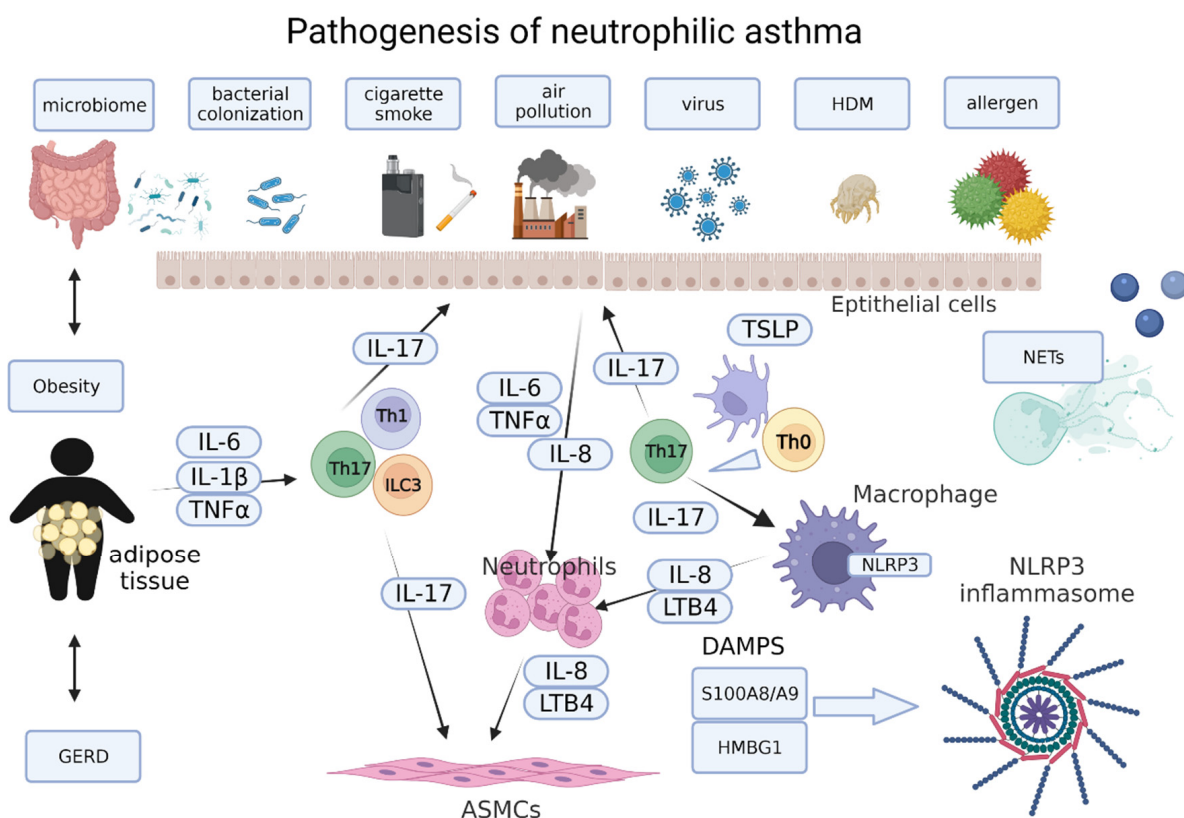 Pathogenesis of neutrophilic asthma
microbiome
bacterial
colonization
cigarette
smoke
air
pollution
virus
HDM
allergen
Eptithelial cells
TSLP
IL-17
IL-17
NETs
Obesity
IL-6
TNFα
Th1
IL-6
IL-1β
TNFα
Th17
ILC3
IL-8
Th17
Th0
adipose
tissue
IL-17
Macrophage
NLRP3
Neutrophils
IL-8
LTB4
IL-17
NLRP3
inflammasome
DAMPS
IL-8
LTB4
S100A8/A9
HMBG1
GERD
ASMCs